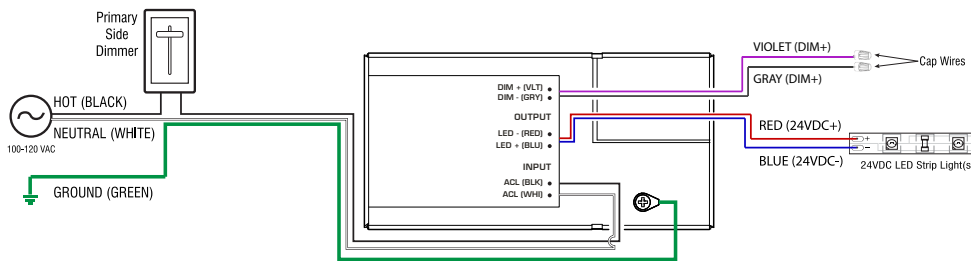 Primary
Side
Dimmer
HOT (BLACK)
NEUTRAL (WHITE)
100-120 VAC
GROUND (GREEN)
DIM + (VLT)
DIM - (GRY)
OUTPUT
LED - (RED)
LED + (BLU)
INPUT
ACL (BLK)
ACL (WHI)
VIOLET (DIM+)
GRAY (DIM+)
Cap Wires
RED (24VDC+)
BLUE (24VDC-)
+
−
24VDC LED Strip Light(s